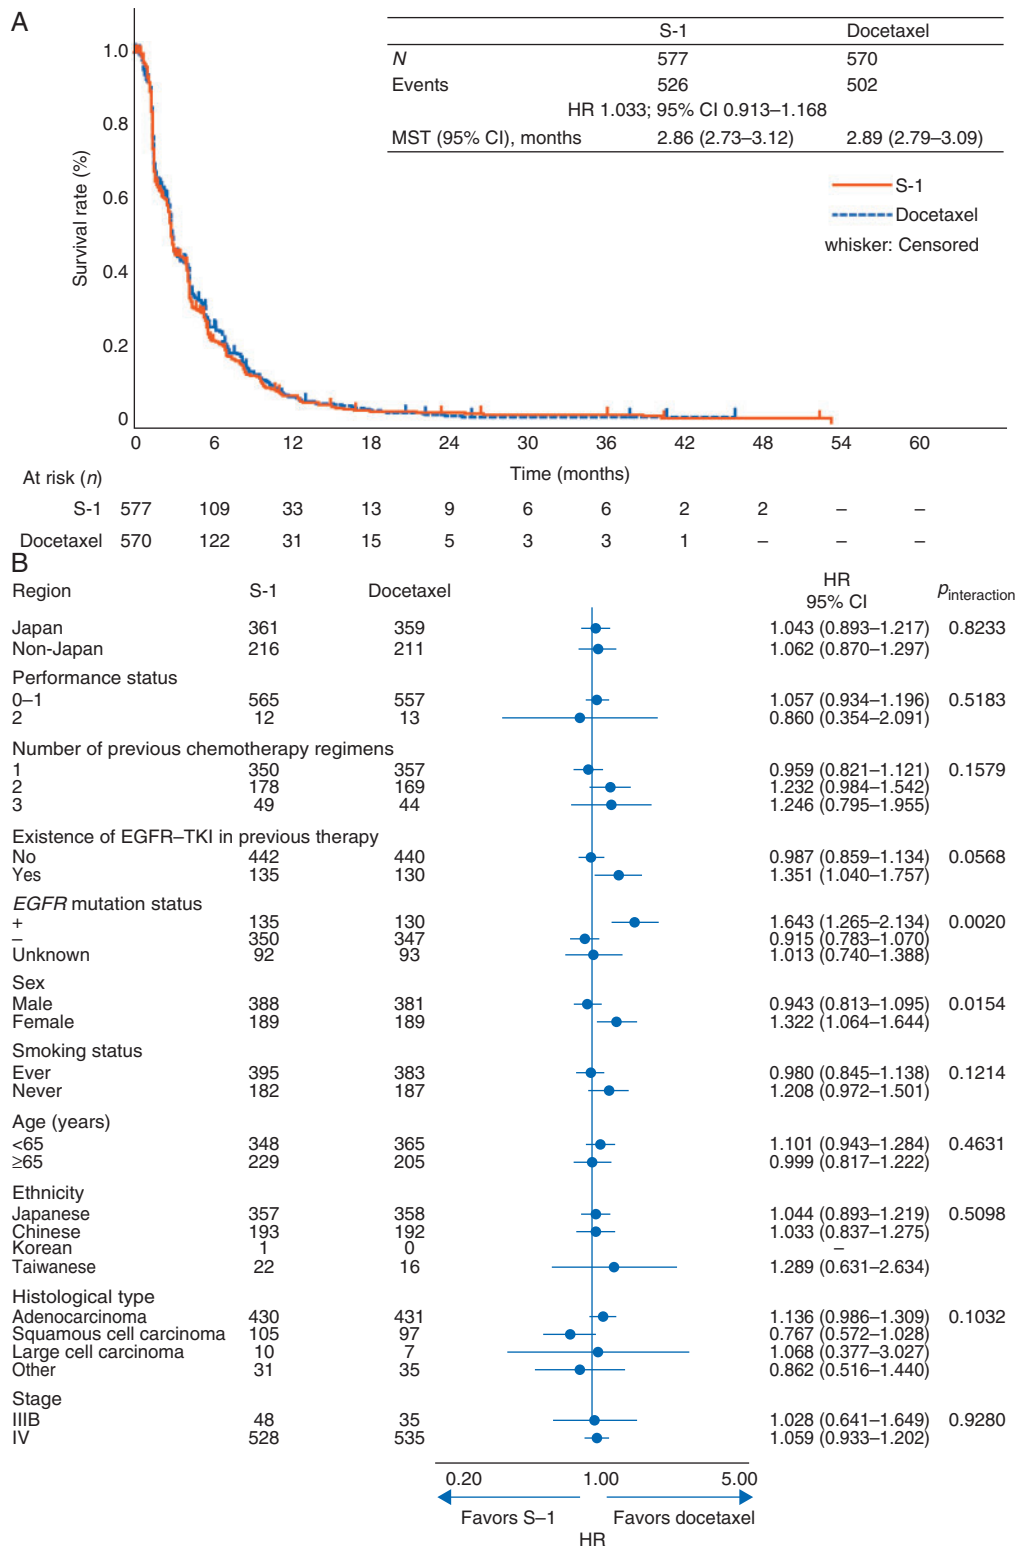 A
S-1 Docetaxel
N 577 570
Events 526 502
HR 1.033; 95% CI 0.913–1.168
MST (95% CI), months 2.86 (2.73–3.12) 2.89 (2.79–3.09)
S-1
Docetaxel
whisker: Censored
Survival rate (%)
1.0
0.8
0.6
0.4
0.2
0
0 6 12 18 24 30 36 42 48 54 60
Time (months)
At risk (n)
S-1 577 109 33 13 9 6 6 2 2 – –
Docetaxel 570 122 31 15 5 3 3 1 – – –
B
Region S-1 Docetaxel HR 95% CI pinteraction
Japan 361 359 1.043 (0.893–1.217) 0.8233
Non-Japan 216 211 1.062 (0.870–1.297)
Performance status
0–1 565 557 1.057 (0.934–1.196) 0.5183
2 12 13 0.860 (0.354–2.091)
Number of previous chemotherapy regimens
1 350 357 0.959 (0.821–1.121) 0.1579
2 178 169 1.232 (0.984–1.542)
3 49 44 1.246 (0.795–1.955)
Existence of EGFR–TKI in previous therapy
No 442 440 0.987 (0.859–1.134) 0.0568
Yes 135 130 1.351 (1.040–1.757)
EGFR mutation status
+ 135 130 1.643 (1.265–2.134) 0.0020
– 350 347 0.915 (0.783–1.070)
Unknown 92 93 1.013 (0.740–1.388)
Sex
Male 388 381 0.943 (0.813–1.095) 0.0154
Female 189 189 1.322 (1.064–1.644)
Smoking status
Ever 395 383 0.980 (0.845–1.138) 0.1214
Never 182 187 1.208 (0.972–1.501)
Age (years)
<65 348 365 1.101 (0.943–1.284) 0.4631
≥65 229 205 0.999 (0.817–1.222)
Ethnicity
Japanese 357 358 1.044 (0.893–1.219) 0.5098
Chinese 193 192 1.033 (0.837–1.275)
Korean 1 0 –
Taiwanese 22 16 1.289 (0.631–2.634)
Histological type
Adenocarcinoma 430 431 1.136 (0.986–1.309) 0.1032
Squamous cell carcinoma 105 97 0.767 (0.572–1.028)
Large cell carcinoma 10 7 1.068 (0.377–3.027)
Other 31 35 0.862 (0.516–1.440)
Stage
IIIB 48 35 1.028 (0.641–1.649) 0.9280
IV 528 535 1.059 (0.933–1.202)
0.20 1.00 5.00
Favors S–1 Favors docetaxel
HR